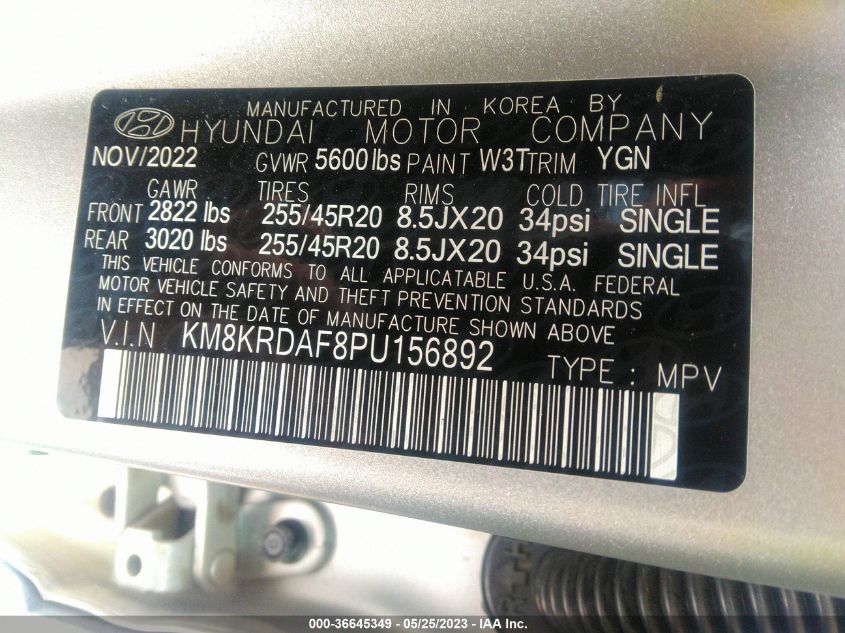 MANUFACTURED IN KOREA BY
HYUNDAI MOTOR COMPANY
NOV/2022 GVWR 5600lbs PAINT W3T TRIM YGN
GAWR TIRES RIMS COLD TIRE INFL
FRONT 2822 lbs 255/45R20 8.5JX20 34psi SINGLE
REAR 3020 lbs 255/45R20 8.5JX20 34psi SINGLE
THIS VEHICLE CONFORMS TO ALL APPLICATABLE U.S.A. FEDERAL
MOTOR VEHICLE SAFETY AND THEFT PREVENTION STANDARDS
IN EFFECT ON THE DATE OF MANUFACTURE SHOWN ABOVE
V.I.N KM8KRDAF8PU156892 TYPE : MPV
000-36645349 - 05/25/2023 - IAA Inc.